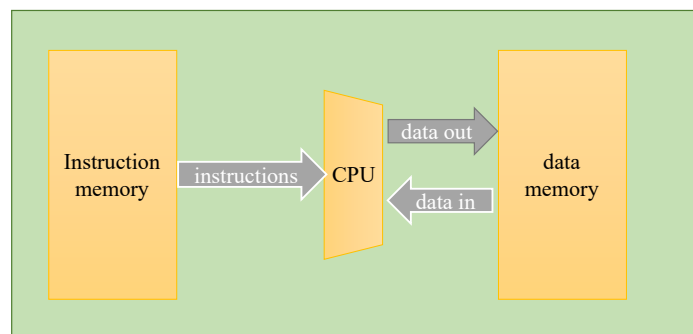 Instruction
memory
instructions
CPU
data out
data in
data
memory